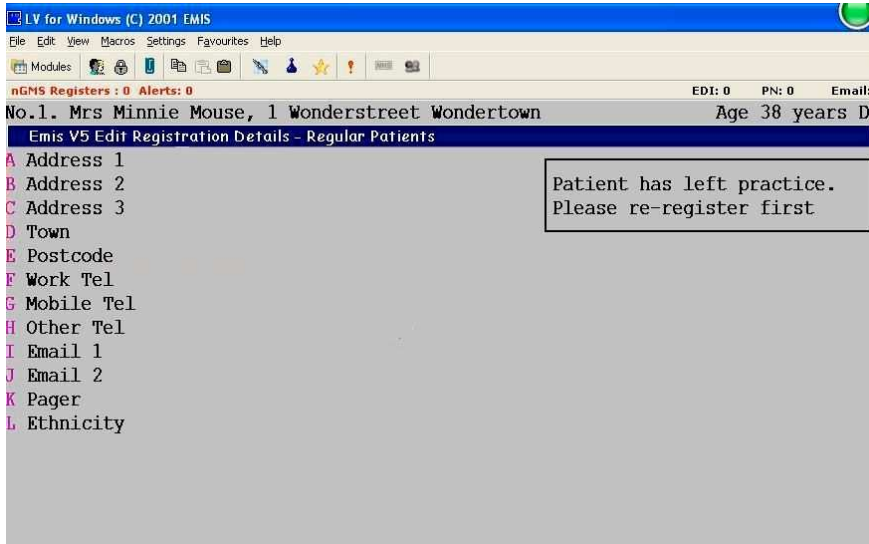 LV for Windows (C) 2001 EMIS
File Edit View Macros Settings Favourites Help
Modules
nGMS Registers : 0 Alerts: 0 EDI: 0 PN: 0 Email:
No.1. Mrs Minnie Mouse, 1 Wonderstreet Wondertown Age 38 years D
Emis V5 Edit Registration Details - Regular Patients
A Address 1
B Address 2
C Address 3
D Town
E Postcode
F Work Tel
G Mobile Tel
H Other Tel
I Email 1
J Email 2
K Pager
L Ethnicity
Patient has left practice.
Please re-register first